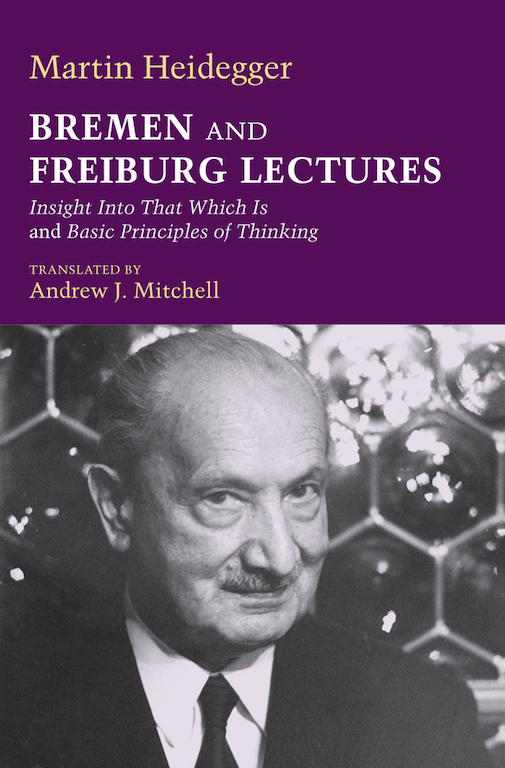 Martin Heidegger
BREMEN AND
FREIBURG LECTURES
Insight Into That Which Is
and Basic Principles of Thinking
TRANSLATED BY
Andrew J. Mitchell